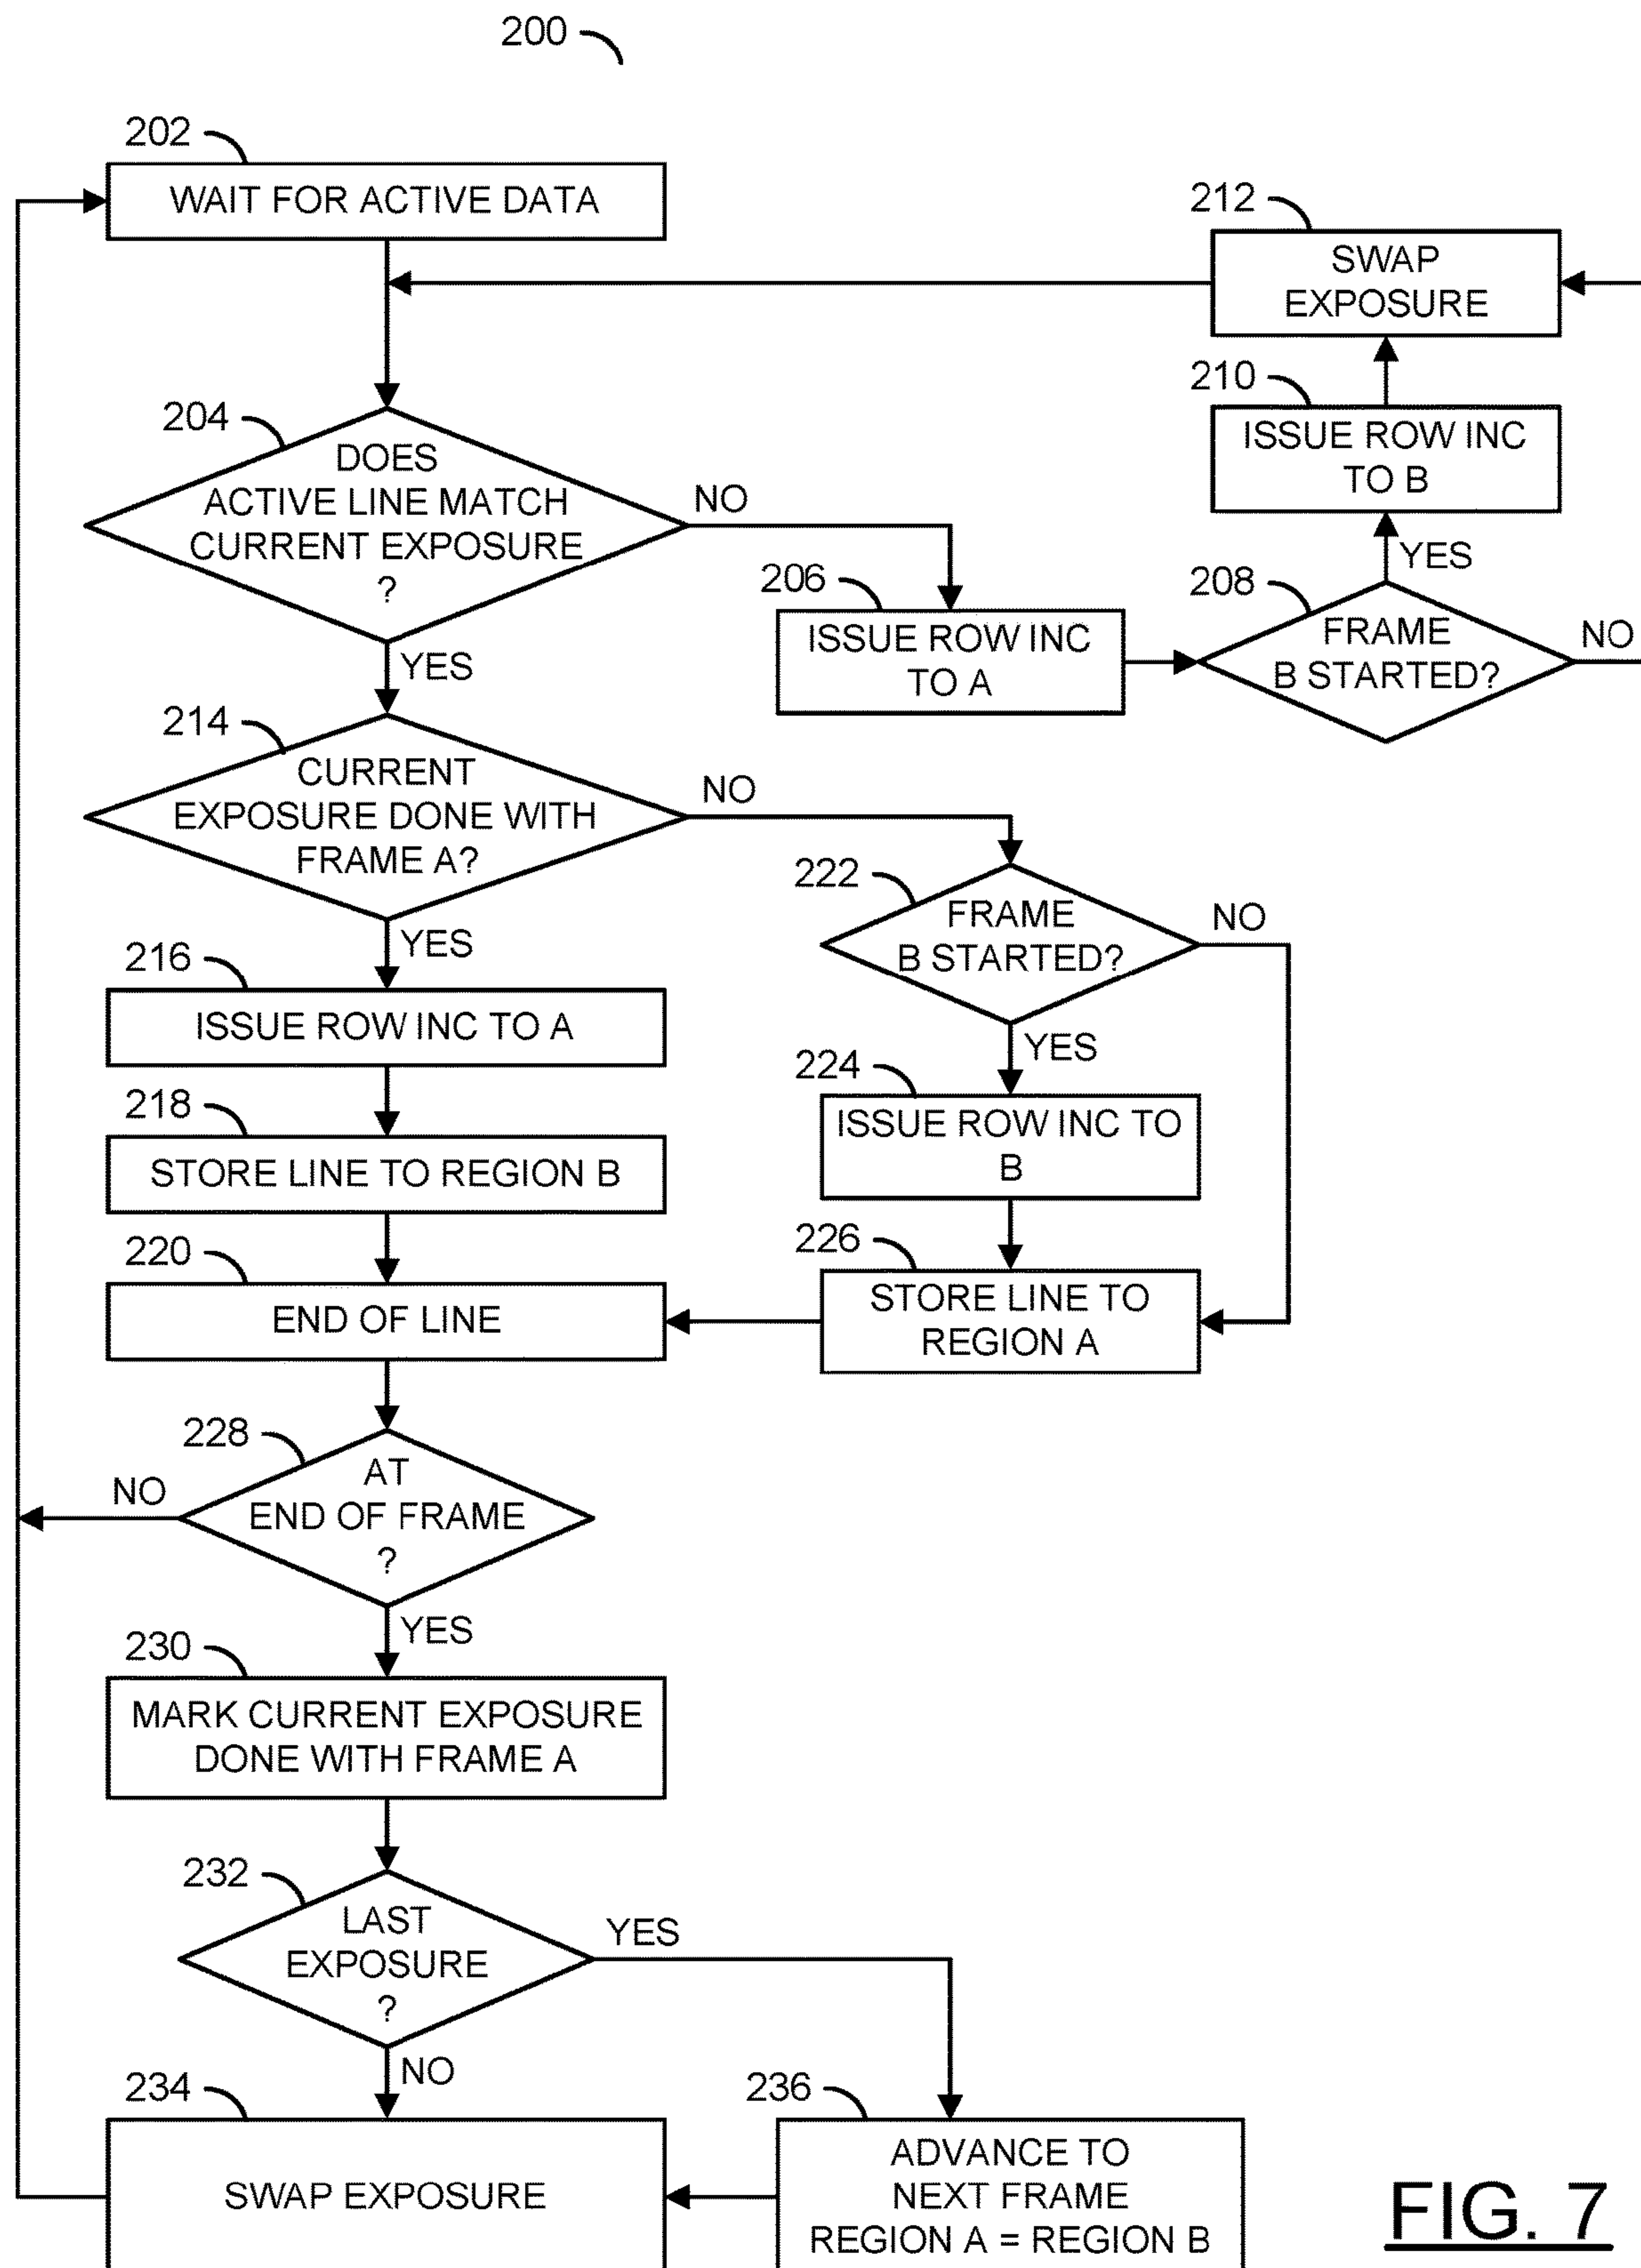 200
202
WAIT FOR ACTIVE DATA
212
SWAP
EXPOSURE
210
ISSUE ROW INC
TO B
204
DOES
ACTIVE LINE MATCH
CURRENT EXPOSURE
?
NO
YES
206
ISSUE ROW INC
TO A
208
FRAME
B STARTED?
YES
NO
214
CURRENT
EXPOSURE DONE WITH
FRAME A?
NO
YES
222
FRAME
B STARTED?
NO
YES
216
ISSUE ROW INC TO A
224
ISSUE ROW INC TO
B
218
STORE LINE TO REGION B
226
STORE LINE TO
REGION A
220
END OF LINE
228
AT
END OF FRAME
?
NO
YES
230
MARK CURRENT EXPOSURE
DONE WITH FRAME A
232
LAST
EXPOSURE
?
YES
NO
234
SWAP EXPOSURE
236
ADVANCE TO
NEXT FRAME
REGION A = REGION B
FIG. 7